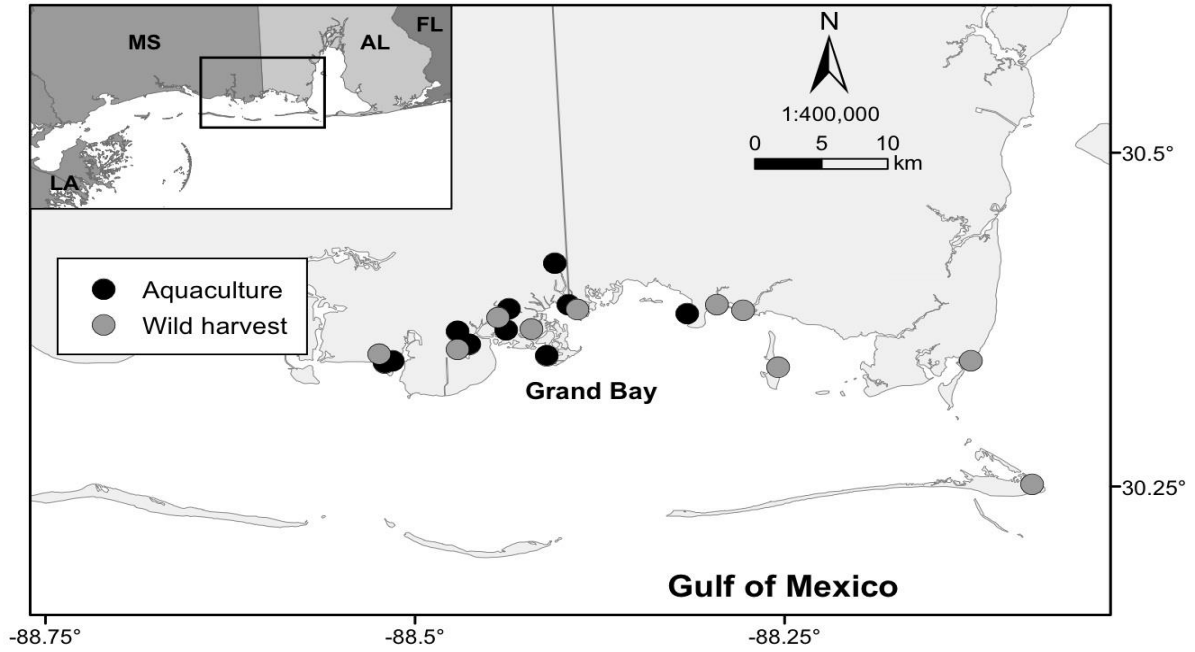 MS
AL
FL
LA
N
1:400,000
0 5 10
km
30.5°
Aquaculture
Wild harvest
Grand Bay
30.25°
Gulf of Mexico
-88.75° -88.5° -88.25°